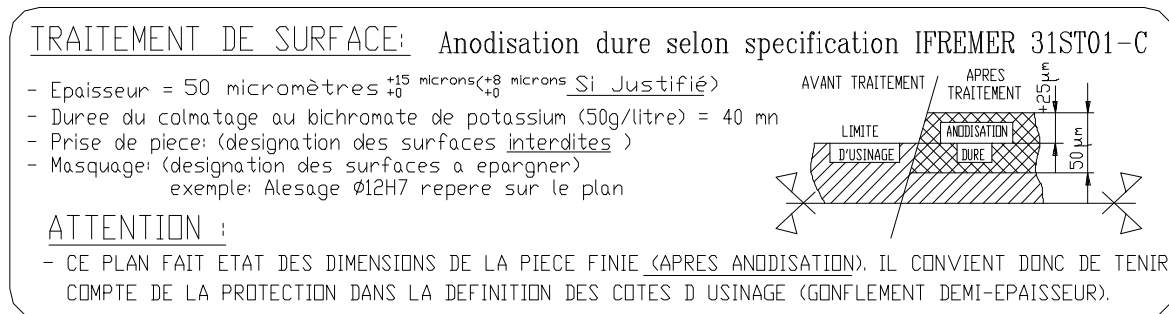 TRAITEMENT DE SURFACE: Anodisation dure selon specification IFREMER 31ST01-C
- Epaisseur = 50 micromètres +15 microns(+8 microns Si Justifié)
+0 +0
- Duree du colmatage au bichromate de potassium (50g/litre) = 40 mn
- Prise de piece: (designation des surfaces interdites )
- Masquage: (designation des surfaces a epargner)
exemple: Alesage Ø12H7 repere sur le plan
AVANT TRAITEMENT
APRES
TRAITEMENT
LIMITE
D'USINAGE
ANODISATION
DURE
+25µm
50 µm
ATTENTION :
- CE PLAN FAIT ETAT DES DIMENSIONS DE LA PIECE FINIE (APRES ANODISATION). IL CONVIENT DONC DE TENIR
COMPTE DE LA PROTECTION DANS LA DEFINITION DES COTES D USINAGE (GONFLEMENT DEMI-EPAISSEUR).